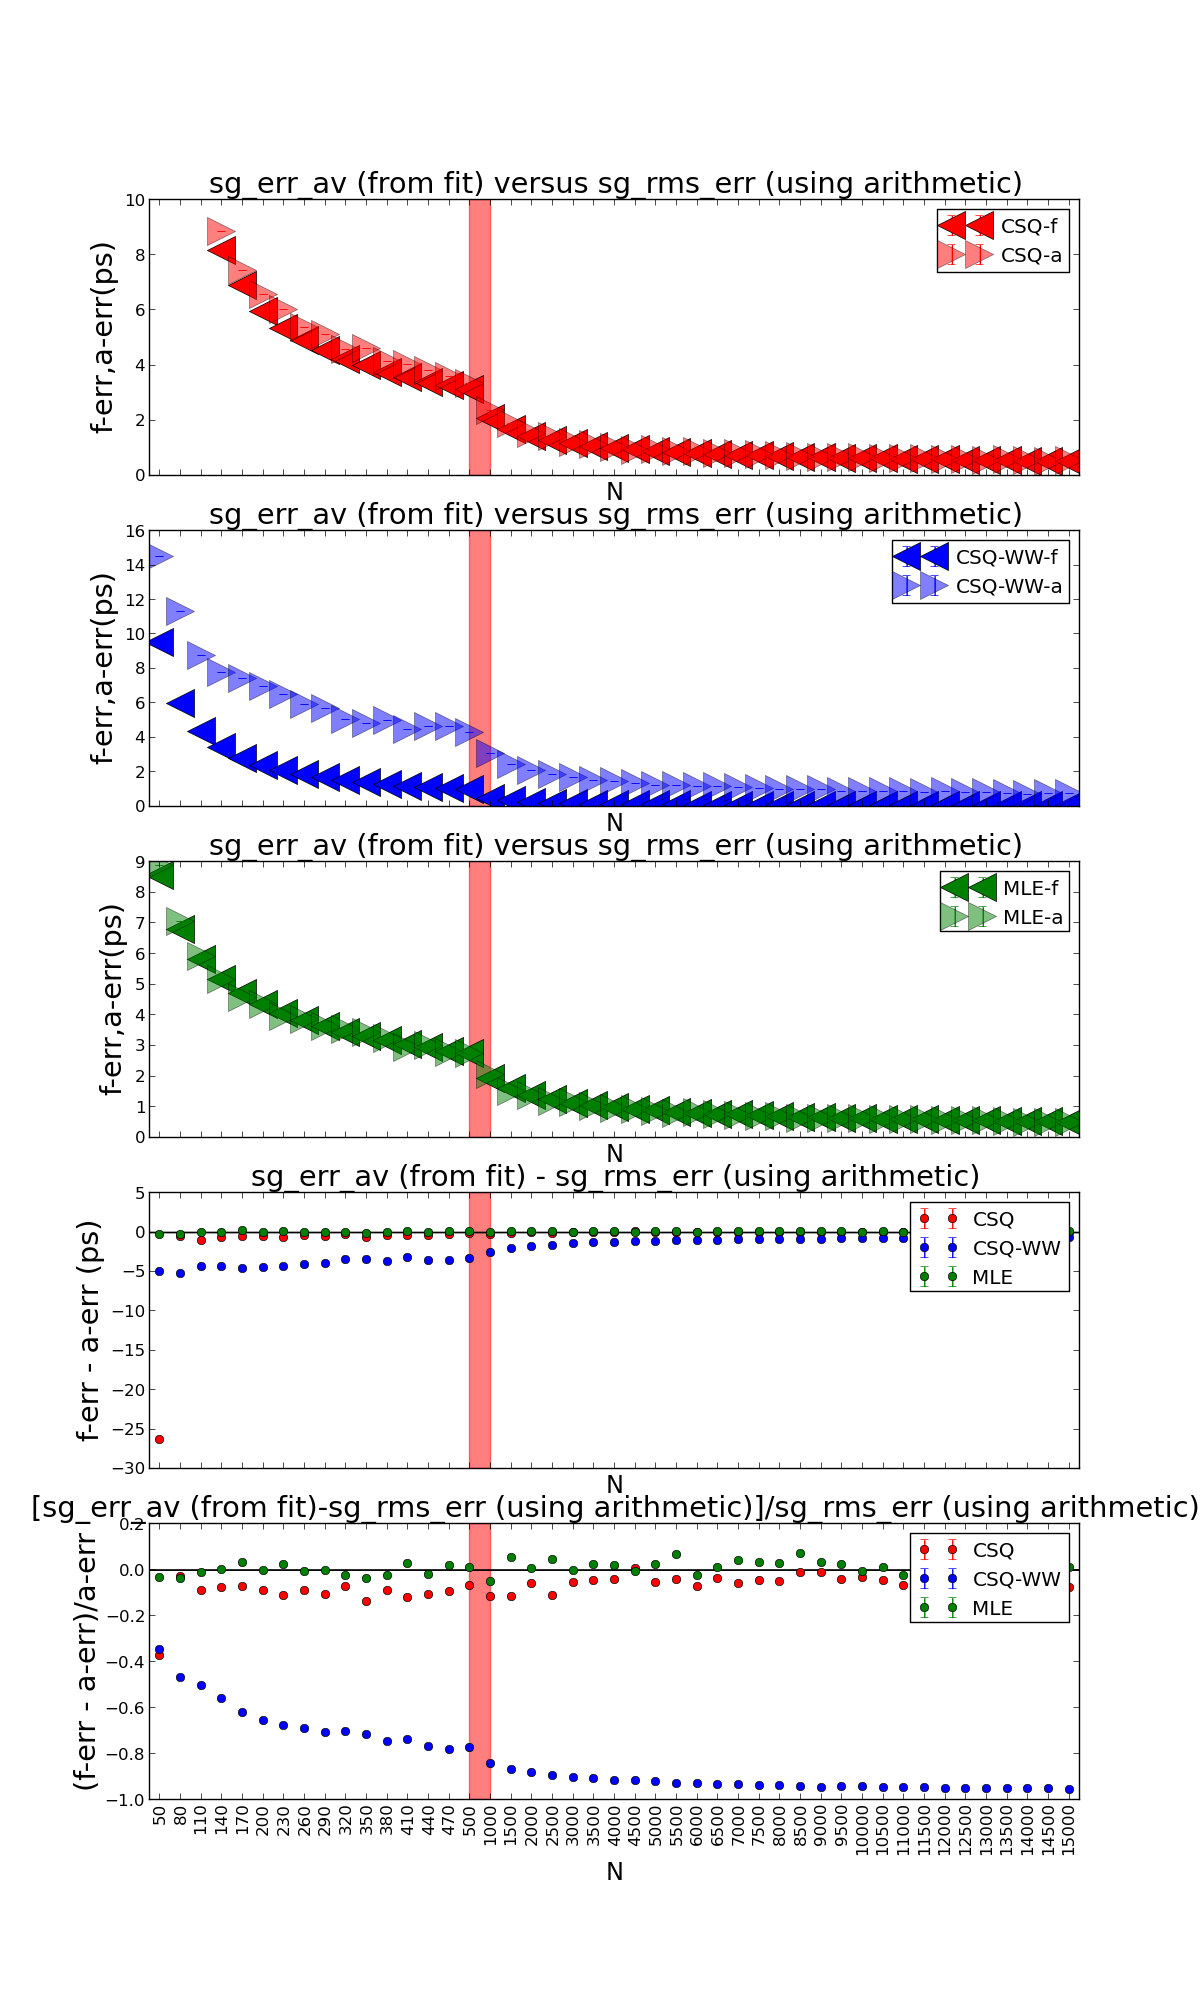 sg_err_av (from fit) versus sg_rms_err (using arithmetic)
f-err,a-err(ps)
10
8
6
4
2
0
CSQ-f
CSQ-a
N
sg_err_av (from fit) versus sg_rms_err (using arithmetic)
f-err,a-err(ps)
16
14
12
10
8
6
4
2
0
CSQ-WW-f
CSQ-WW-a
N
sg_err_av (from fit) versus sg_rms_err (using arithmetic)
f-err,a-err(ps)
9
8
7
6
5
4
3
2
1
0
MLE-f
MLE-a
N
sg_err_av (from fit) - sg_rms_err (using arithmetic)
f-err - a-err (ps)
5
0
−5
−10
−15
−20
−25
−30
CSQ
CSQ-WW
MLE
N
[sg_err_av (from fit)-sg_rms_err (using arithmetic)]/sg_rms_err (using arithmetic)
(f-err - a-err)/a-err
0.2
0.0
−0.2
−0.4
−0.6
−0.8
−1.0
CSQ
CSQ-WW
MLE
50 80 110 140 170 200 230 260 290 320 350 380 410 440 470 500 1000 1500 2000 2500 3000 3500 4000 4500 5000 5500 6000 6500 7000 7500 8000 8500 9000 9500 10000 10500 11000 11500 12000 12500 13000 13500 14000 14500 15000
N